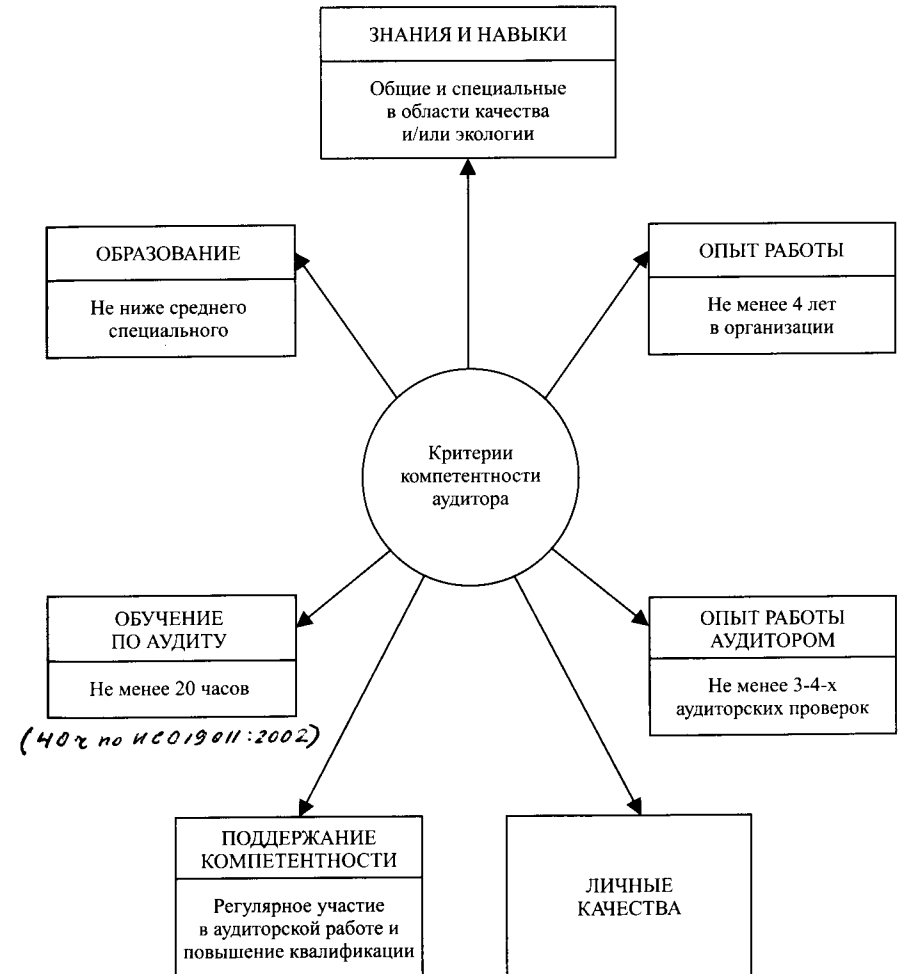 ЗНАНИЯ И НАВЫКИ
Общие и специальные
в области качества
и/или экологии
ОБРАЗОВАНИЕ
Не ниже среднего
специального
ОПЫТ РАБОТЫ
Не менее 4 лет
в организации
Критерии
компетентности
аудитора
ОБУЧЕНИЕ
ПО АУДИТУ
Не менее 20 часов
(40 ч по ИСО19011:2002)
ОПЫТ РАБОТЫ
АУДИТОРОМ
Не менее 3-4-х
аудиторских проверок
ПОДДЕРЖАНИЕ
КОМПЕТЕНТНОСТИ
Регулярное участие
в аудиторской работе и
повышение квалификации
ЛИЧНЫЕ
КАЧЕСТВА